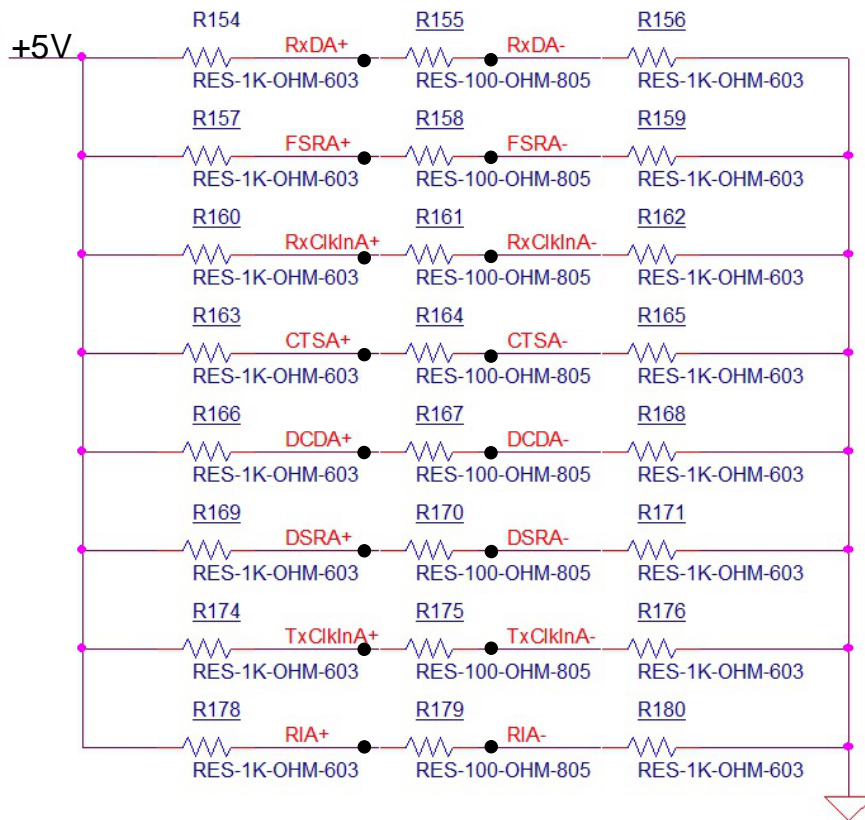 R154 R155 R156
+5V RxDA+ RxDA-
RES-1K-OHM-603 RES-100-OHM-805 RES-1K-OHM-603
R157 R158 R159
FSRA+ FSRA-
RES-1K-OHM-603 RES-100-OHM-805 RES-1K-OHM-603
R160 R161 R162
RxClkInA+ RxClkInA-
RES-1K-OHM-603 RES-100-OHM-805 RES-1K-OHM-603
R163 R164 R165
CTSA+ CTSA-
RES-1K-OHM-603 RES-100-OHM-805 RES-1K-OHM-603
R166 R167 R168
DCDA+ DCDA-
RES-1K-OHM-603 RES-100-OHM-805 RES-1K-OHM-603
R169 R170 R171
DSRA+ DSRA-
RES-1K-OHM-603 RES-100-OHM-805 RES-1K-OHM-603
R174 R175 R176
TxClkInA+ TxClkInA-
RES-1K-OHM-603 RES-100-OHM-805 RES-1K-OHM-603
R178 R179 R180
RIA+ RIA-
RES-1K-OHM-603 RES-100-OHM-805 RES-1K-OHM-603